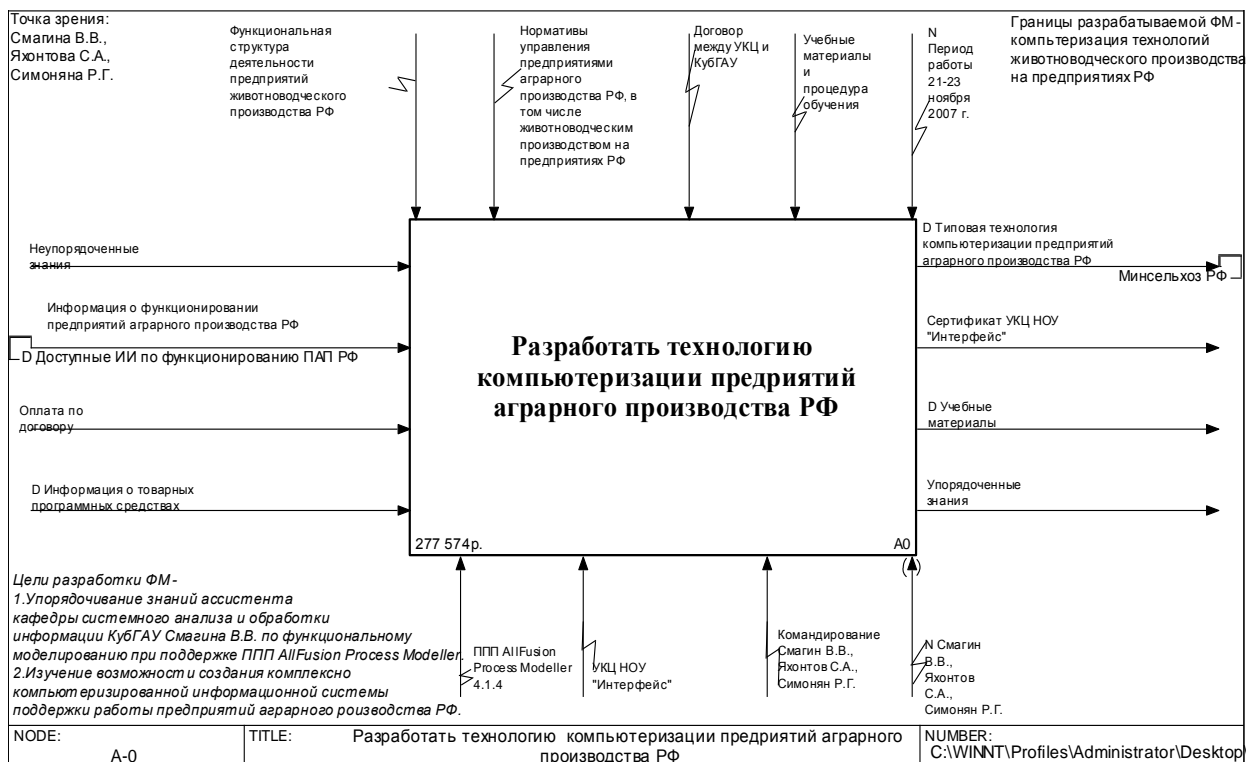 Точка зрения:
Смагина В.В.,
Яхонтова С.А.,
Симоняна Р.Г.
Функциональная
структура
деятельности
предприятий
животноводческого
производства РФ
Нормативы
управления
предприятиями
аграрного
производства РФ, в
том числе
животноводческим
производством на
предприятиях РФ
Договор
между УКЦ и
КубГАУ
Учебные
материалы
и
процедура
обучения
N
Период
работы
21-23
ноября
2007 г.
Границы разрабатываемой ФМ -
компьтеризация технологий
животноводческого производства
на предприятиях РФ
Неупорядоченные
знания
Информация о функционировании
предприятий аграрного производства РФ
D Доступные ИИ по функционированию ПАП РФ
Оплата по
договору
D Информация о товарных
программных средствах
Разработать технологию
компьютеризации предриятий
аграрного производства РФ
277 574р.
A0
D Типовая технология
компьютеризации предприятий
аграрного производства РФ
Минсельхоз РФ
Сертификат УКЦ НОУ
"Интерфейс"
D Учебные
материалы
Упорядоченные
знания
Цели разработки ФМ -
1.Упорядочивание знаний ассистента
кафедры системного анализа и обработки
информации КубГАУ Смагина В.В. по функциональному
моделированию при поддержке ППП AllFusion Process Modeller.
2.Изучение возможности создания комплексно
компьютеризированной информационной системы
поддержки работы предприятий аграрного роизводства РФ.
ППП AllFusion
Process Modeller
4.1.4
УКЦ НОУ
"Интерфейс"
Командирование
Смагин В.В.,
Яхонтов С.А.,
Симонян Р.Г.
N Смагин
В.В.,
Яхонтов
С.А.,
Симонян Р.Г.
NODE:
A-0
TITLE:
Разработать технологию компьютеризации предриятий аграрного
производства РФ
NUMBER:
C:\WINNT\Profiles\Administrator\Desktop\